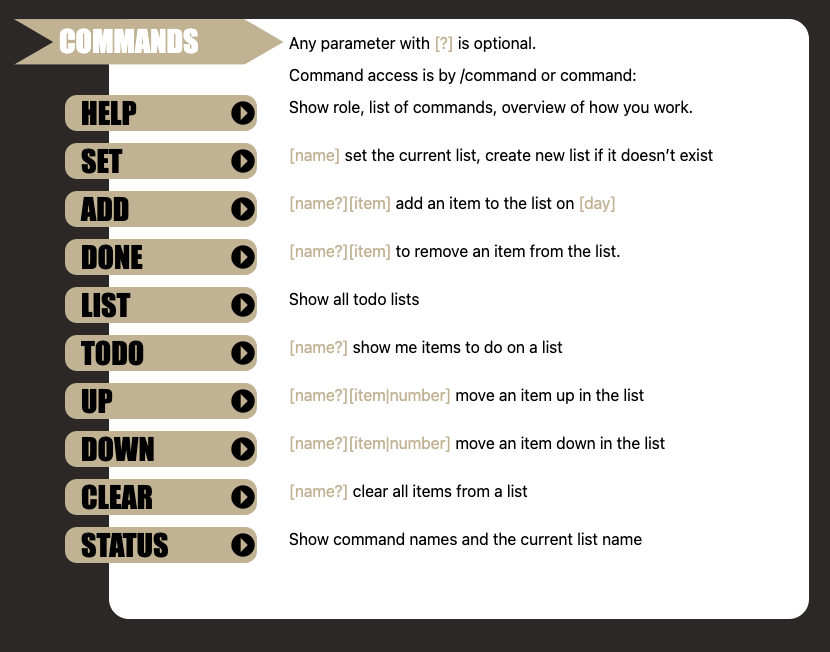 COMMANDS
Any parameter with [?] is optional.
Command access is by /command or command:
HELP Show role, list of commands, overview of how you work.
SET [name] set the current list, create new list if it doesn’t exist
ADD [name?][item] add an item to the list on [day]
DONE [name?][item] to remove an item from the list.
LIST Show all todo lists
TODO [name?] show me items to do on a list
UP [name?][item|number] move an item up in the list
DOWN [name?][item|number] move an item down in the list
CLEAR [name?] clear all items from a list
STATUS Show command names and the current list name